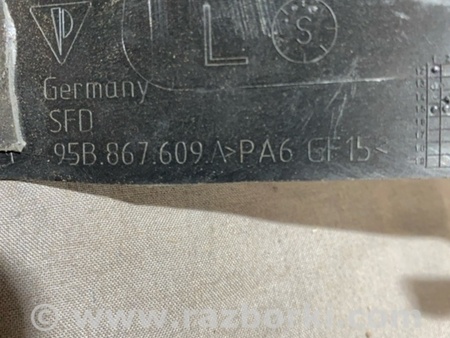 L
S
Germany
SFD
95B.867.609.A >PA6 GF15<
© www.razborka.com